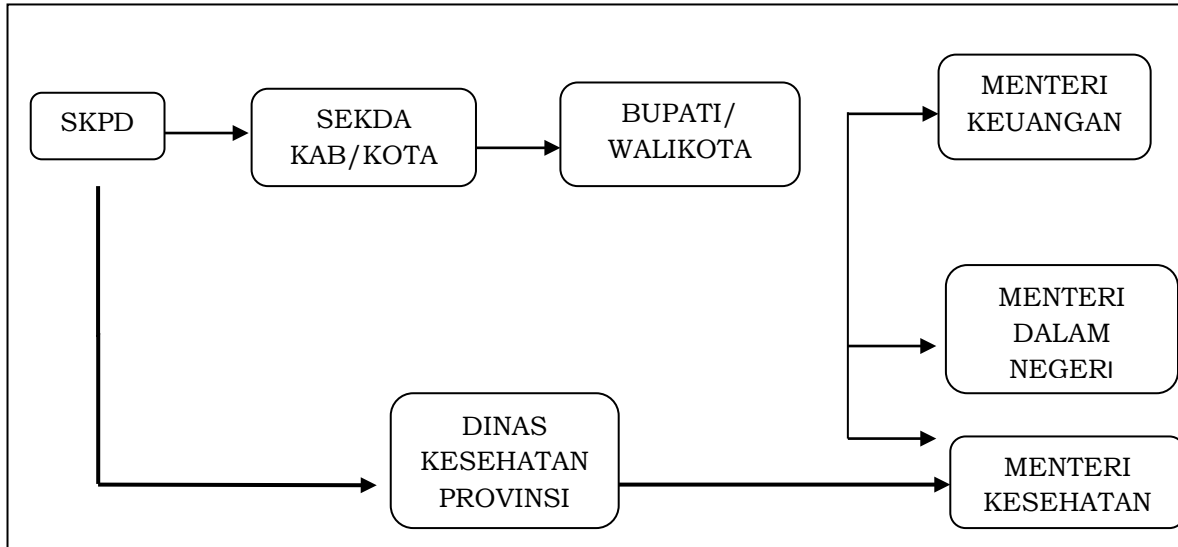 SKPD
SEKDA
KAB/KOTA
BUPATI/
WALIKOTA
MENTERI
KEUANGAN
MENTERI
DALAM
NEGERI
DINAS
KESEHATAN
PROVINSI
MENTERI
KESEHATAN